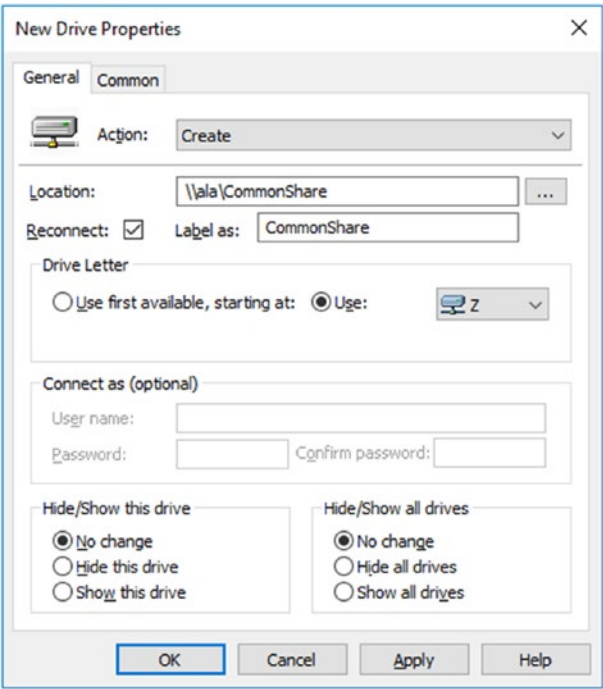 New Drive Properties
General Common
Action: Create
Location: \\ala\CommonShare ...
Reconnect: Label as: CommonShare
Drive Letter
Use first available, starting at: Use: Z
Connect as (optional)
User name:
Password: Confirm password:
Hide/Show this drive Hide/Show all drives
No change No change
Hide this drive Hide all drives
Show this drive Show all drives
OK Cancel Apply Help